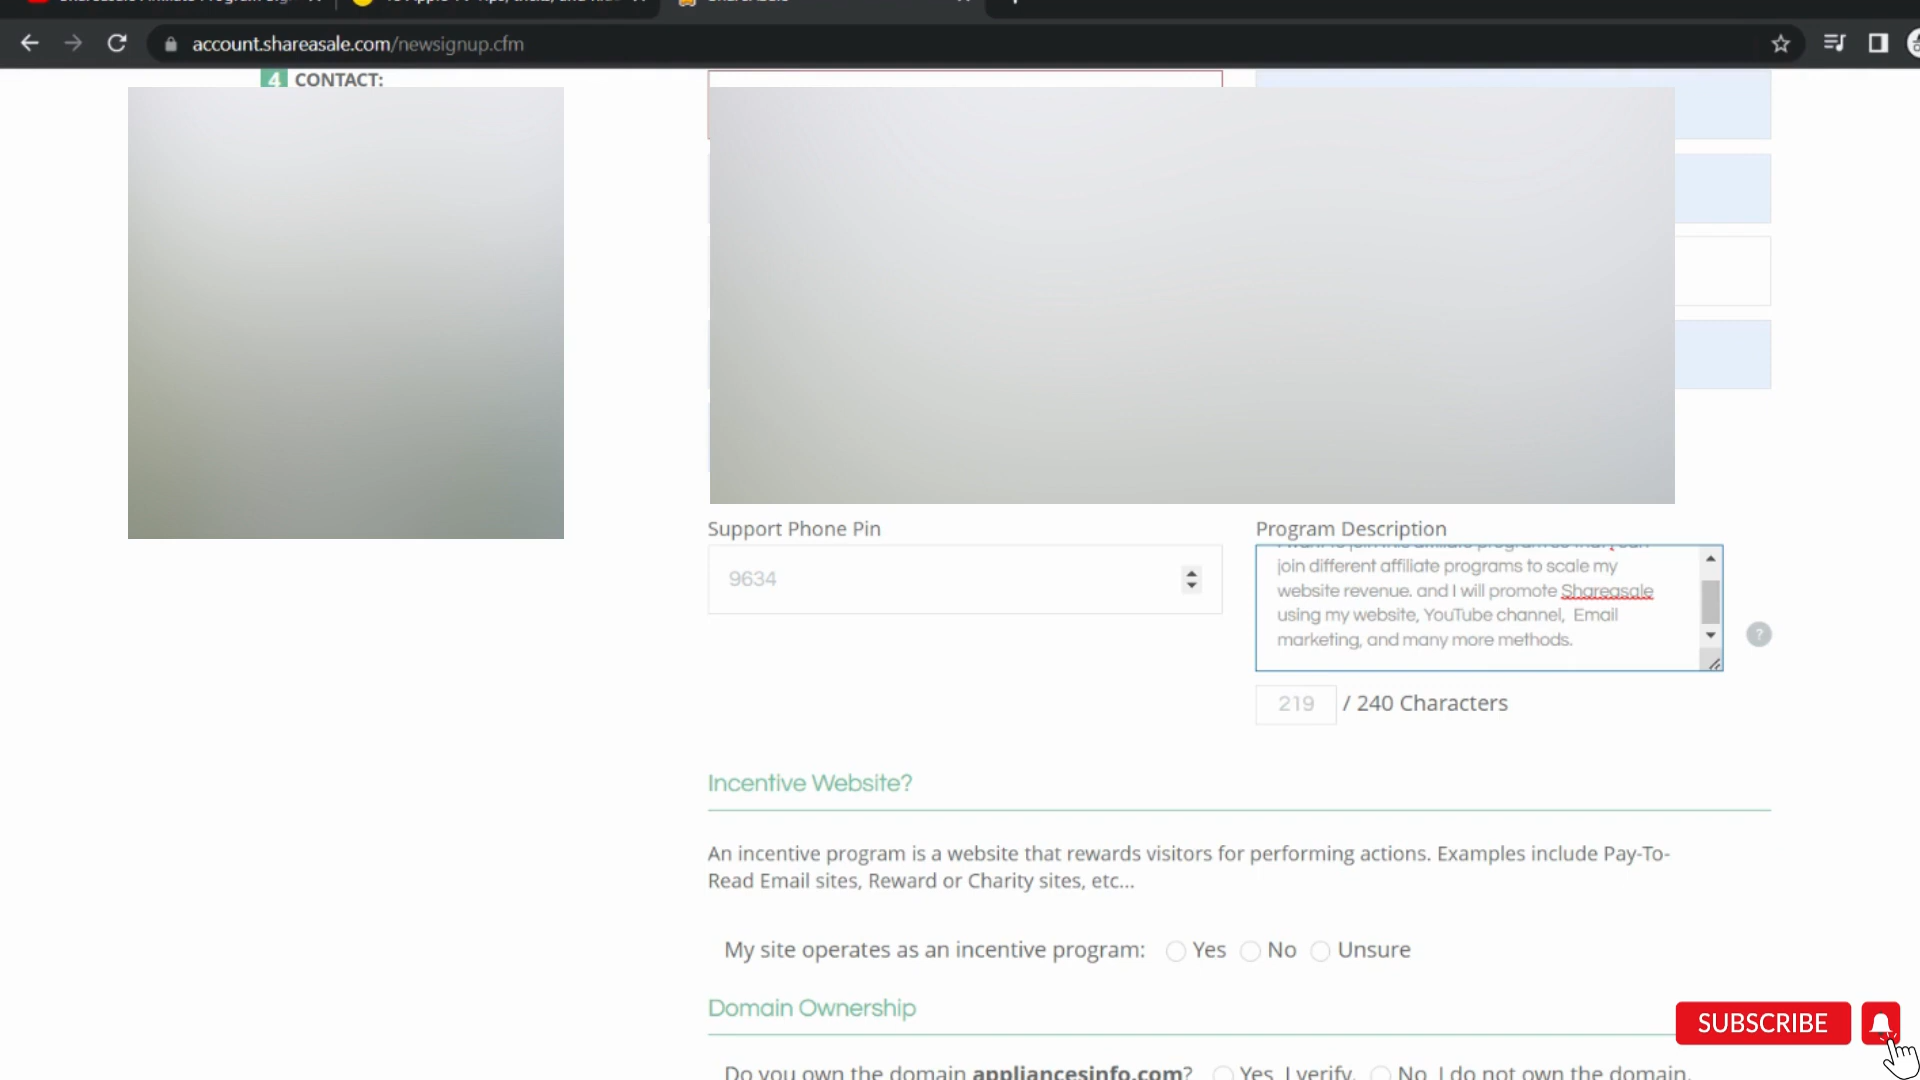 account.shareasale.com/newsignup.cfm
4 CONTACT:
Support Phone Pin
9634
Program Description
join different affiliate programs to scale my
website revenue. and I will promote Shareasale
using my website, YouTube channel,  Email
marketing, and many more methods.
?
219 / 240 Characters
Incentive Website?
An incentive program is a website that rewards visitors for performing actions. Examples include Pay-To-
Read Email sites, Reward or Charity sites, etc...
My site operates as an incentive program: Yes No Unsure
Domain Ownership
Do you own the domain appliancesinfo.com? Yes, I verify. No, I do not own the domain.
SUBSCRIBE